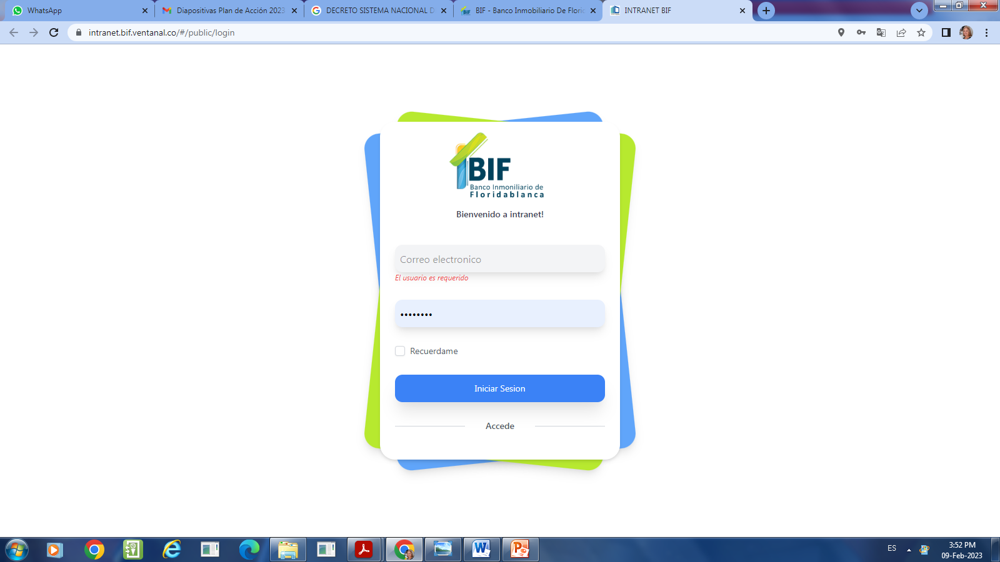 WhatsApp
Diapositivas Plan de Acción 2023
DECRETO SISTEMA NACIONAL D
BIF - Banco Inmobiliario De Floric
INTRANET BIF
intranet.bif.ventanal.co/#/public/login
BIF
Banco Inmoniliario de
Floridablanca
Bienvenido a intranet!
Correo electronico
El usuario es requerido
••••••••
Recuerdame
Iniciar Sesion
Accede
ES
3:52 PM
09-Feb-2023